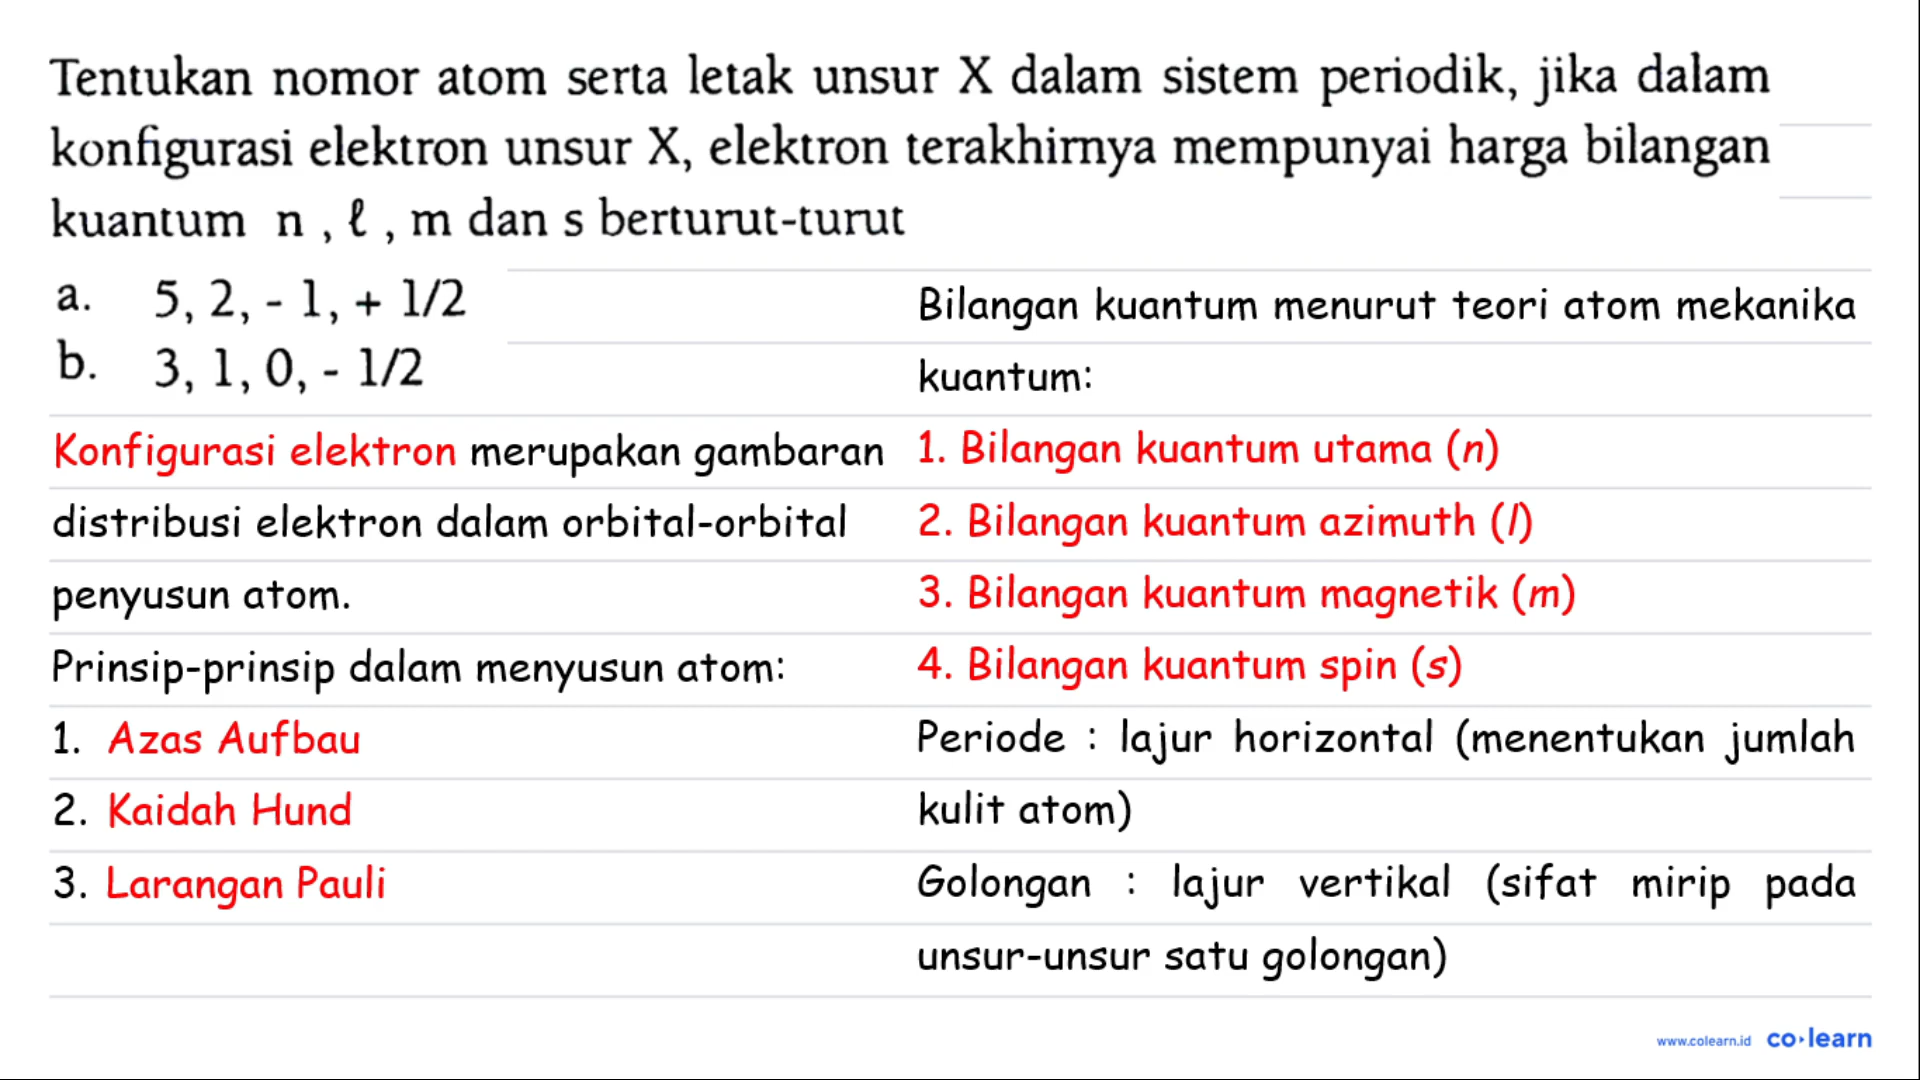 Tentukan nomor atom serta letak unsur X dalam sistem periodik, jika dalam
konfigurasi elektron unsur X, elektron terakhirnya mempunyai harga bilangan
kuantum n , ℓ , m dan s berturut-turut
a. 5, 2, - 1, + 1/2
b. 3, 1, 0, - 1/2
Konfigurasi elektron merupakan gambaran
distribusi elektron dalam orbital-orbital
penyusun atom.
Prinsip-prinsip dalam menyusun atom:
1. Azas Aufbau
2. Kaidah Hund
3. Larangan Pauli
Bilangan kuantum menurut teori atom mekanika
kuantum:
1. Bilangan kuantum utama (n)
2. Bilangan kuantum azimuth (l)
3. Bilangan kuantum magnetik (m)
4. Bilangan kuantum spin (s)
Periode : lajur horizontal (menentukan jumlah
kulit atom)
Golongan : lajur vertikal (sifat mirip pada
unsur-unsur satu golongan)
www.colearn.id co·learn